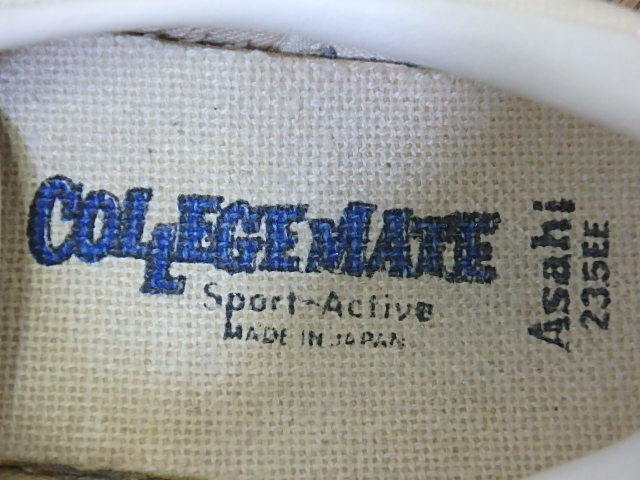 COLLEGEMATE
Sport-Active
MADE IN JAPAN
Asahi
235EE